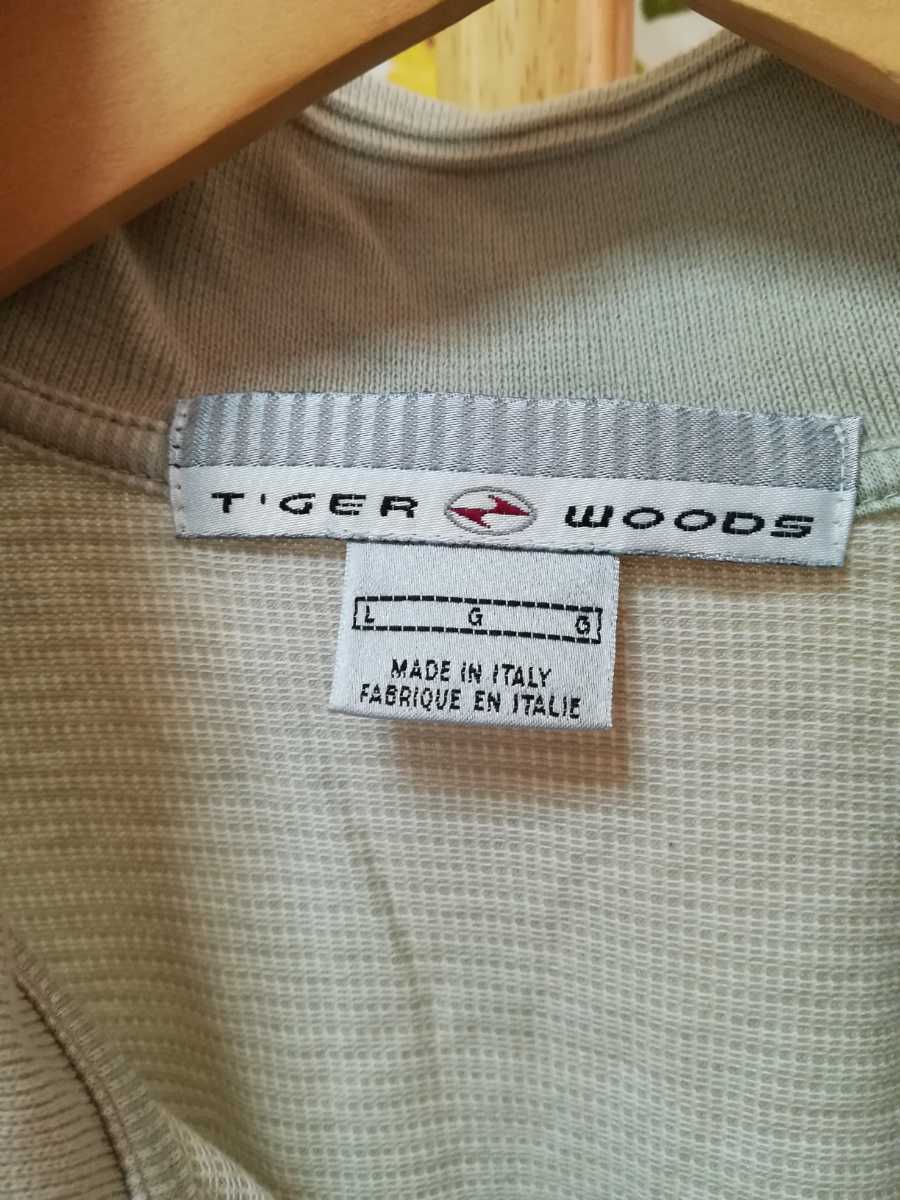 T'GER WOODS
L G G
MADE IN ITALY
FABRIQUE EN ITALIE